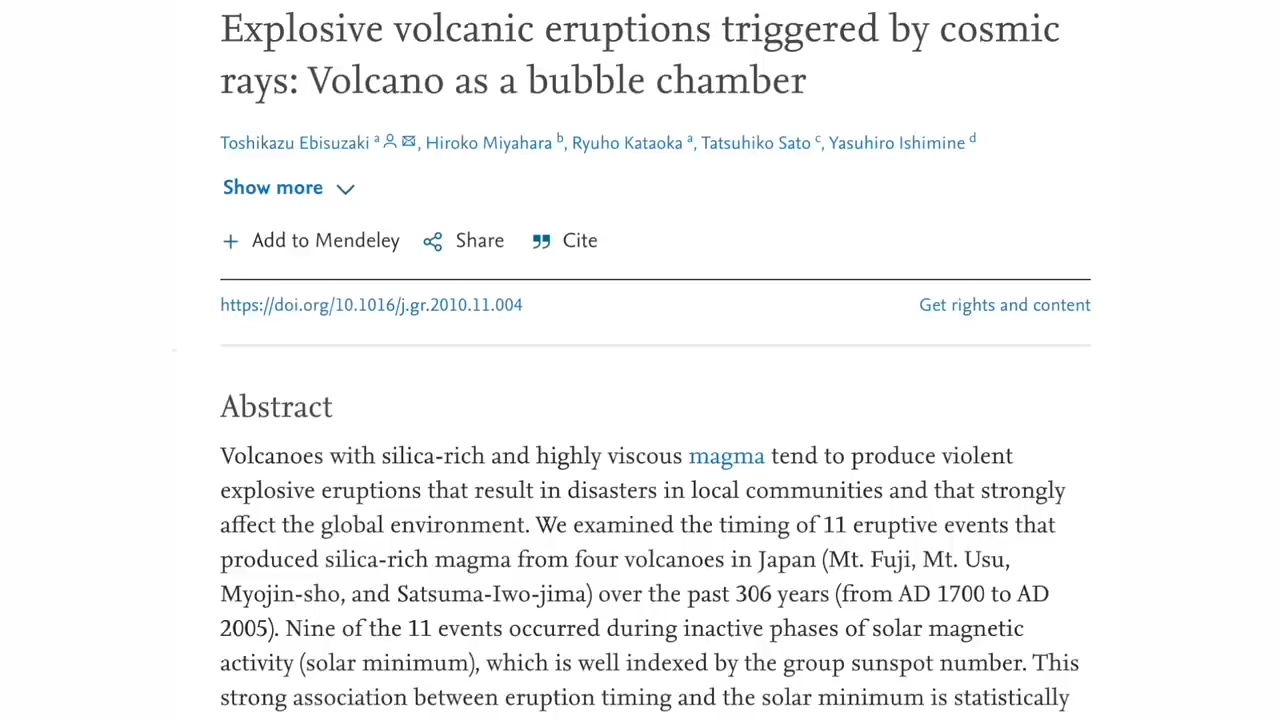 Explosive volcanic eruptions triggered by cosmic
rays: Volcano as a bubble chamber
Toshikazu Ebisuzaki a, Hiroko Miyahara b, Ryuho Kataoka a, Tatsuhiko Sato c, Yasuhiro Ishimine d
Show more
+ Add to Mendeley Share Cite
https://doi.org/10.1016/j.gr.2010.11.004 Get rights and content
Abstract
Volcanoes with silica-rich and highly viscous magma tend to produce violent
explosive eruptions that result in disasters in local communities and that strongly
affect the global environment. We examined the timing of 11 eruptive events that
produced silica-rich magma from four volcanoes in Japan (Mt. Fuji, Mt. Usu,
Myojin-sho, and Satsuma-Iwo-jima) over the past 306 years (from AD 1700 to AD
2005). Nine of the 11 events occurred during inactive phases of solar magnetic
activity (solar minimum), which is well indexed by the group sunspot number. This
strong association between eruption timing and the solar minimum is statistically